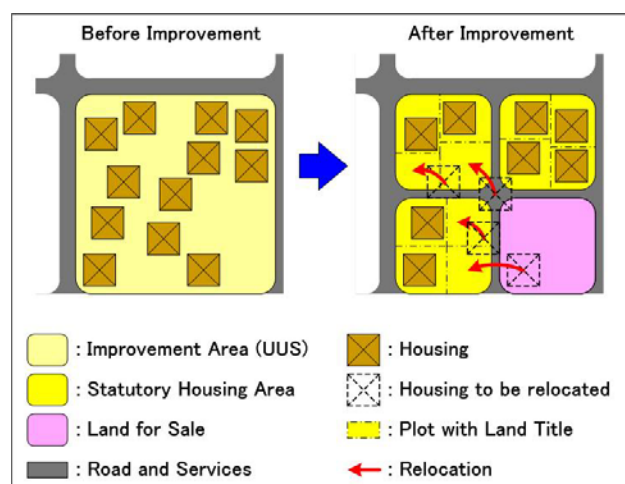 Before Improvement
After Improvement
: Improvement Area (UUS)
: Housing
: Statutory Housing Area
: Housing to be relocated
: Land for Sale
: Plot with Land Title
: Road and Services
: Relocation